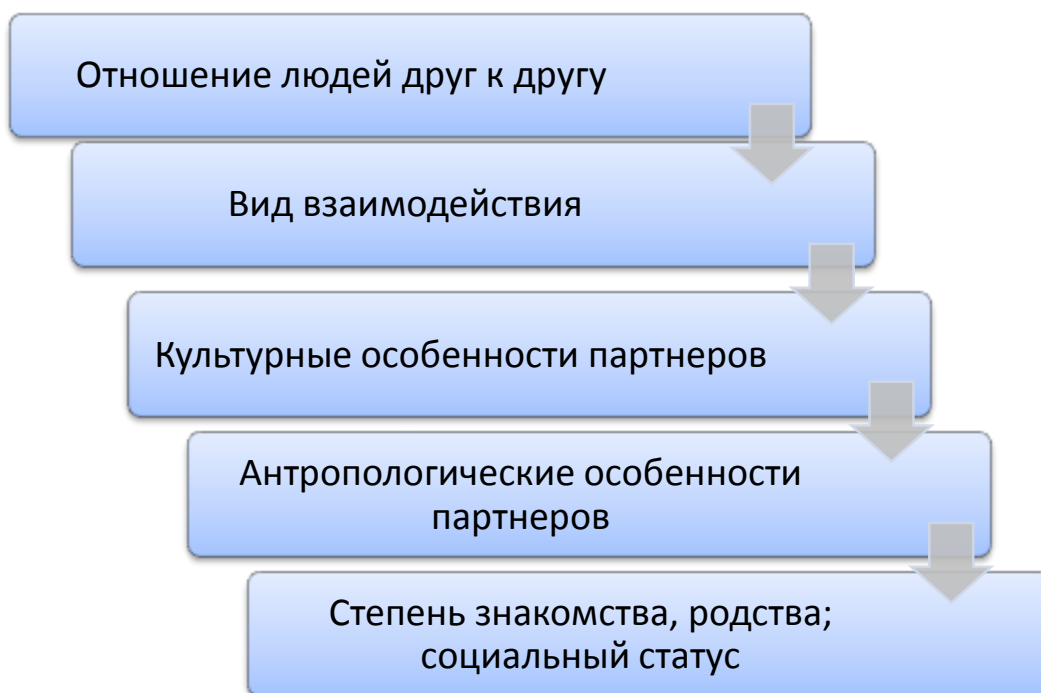 Отношение людей друг к другу
Вид взаимодействия
Культурные особенности партнеров
Антропологические особенности
партнеров
Степень знакомства, родства;
социальный статус